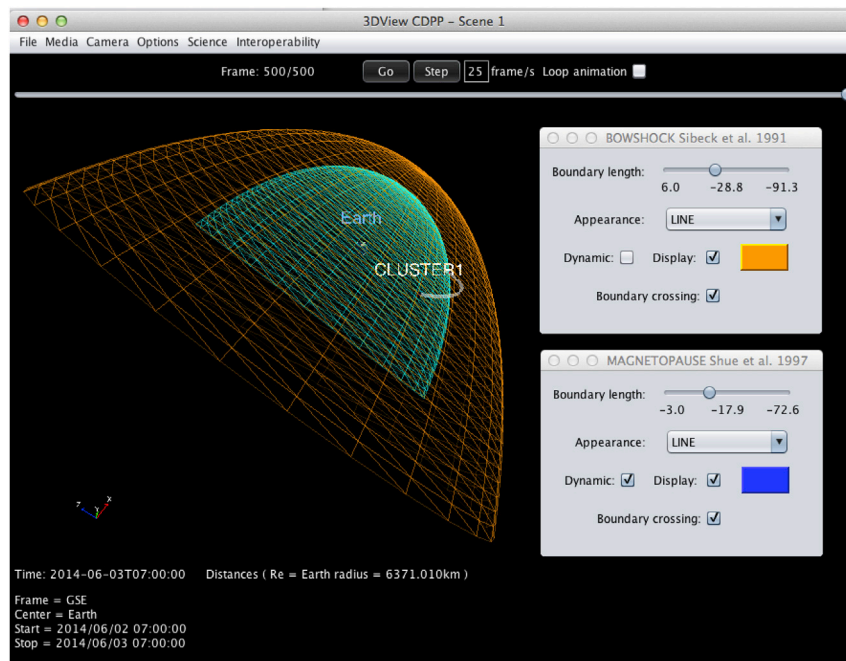 3DView CDPP - Scene 1
File Media Camera Options Science Interoperability
Frame: 500/500 Go Step 25 frame/s Loop animation
BOWSHOCK Sibeck et al. 1991
Boundary length:
6.0 -28.8 -91.3
Appearance: LINE
Dynamic: Display:
Boundary crossing:
Earth
CLUSTER1
MAGNETOPAUSE Shue et al. 1997
Boundary length:
-3.0 -17.9 -72.6
Appearance: LINE
Dynamic: Display:
Boundary crossing:
Z Y X
Time: 2014-06-03T07:00:00 Distances ( Re = Earth radius = 6371.010km )
Frame = GSE
Center = Earth
Start = 2014/06/02 07:00:00
Stop = 2014/06/03 07:00:00